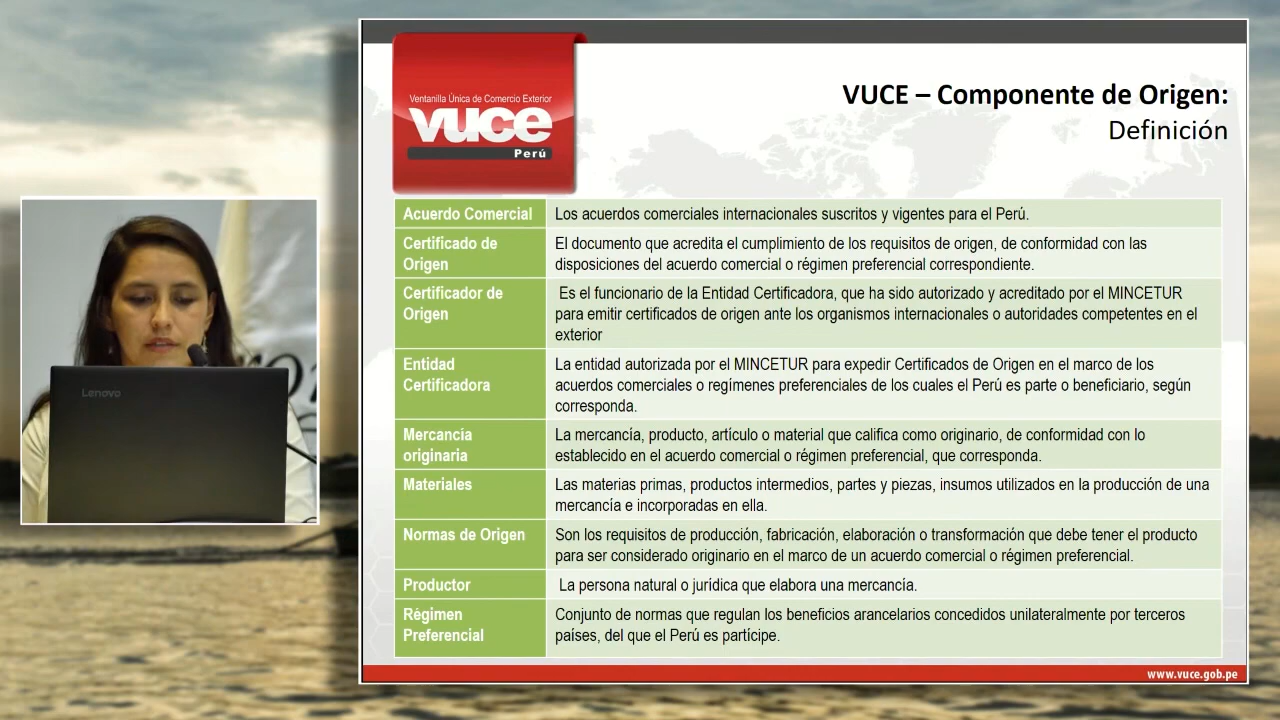 Ventanilla Única de Comercio Exterior
vuce
Perú
VUCE – Componente de Origen:
Definición
Acuerdo Comercial
Los acuerdos comerciales internacionales suscritos y vigentes para el Perú.
Certificado de
Origen
El documento que acredita el cumplimiento de los requisitos de origen, de conformidad con las
disposiciones del acuerdo comercial o régimen preferencial correspondiente.
Certificador de
Origen
Es el funcionario de la Entidad Certificadora, que ha sido autorizado y acreditado por el MINCETUR
para emitir certificados de origen ante los organismos internacionales o autoridades competentes en el
exterior
Entidad
Certificadora
La entidad autorizada por el MINCETUR para expedir Certificados de Origen en el marco de los
acuerdos comerciales o regímenes preferenciales de los cuales el Perú es parte o beneficiario, según
corresponda.
Mercancía
originaria
La mercancía, producto, artículo o material que califica como originario, de conformidad con lo
establecido en el acuerdo comercial o régimen preferencial, que corresponda.
Materiales
Las materias primas, productos intermedios, partes y piezas, insumos utilizados en la producción de una
mercancía e incorporadas en ella.
Normas de Origen
Son los requisitos de producción, fabricación, elaboración o transformación que debe tener el producto
para ser considerado originario en el marco de un acuerdo comercial o régimen preferencial.
Productor
La persona natural o jurídica que elabora una mercancía.
Régimen
Preferencial
Conjunto de normas que regulan los beneficios arancelarios concedidos unilateralmente por terceros
países, del que el Perú es partícipe.
www.vuce.gob.pe
Lenovo